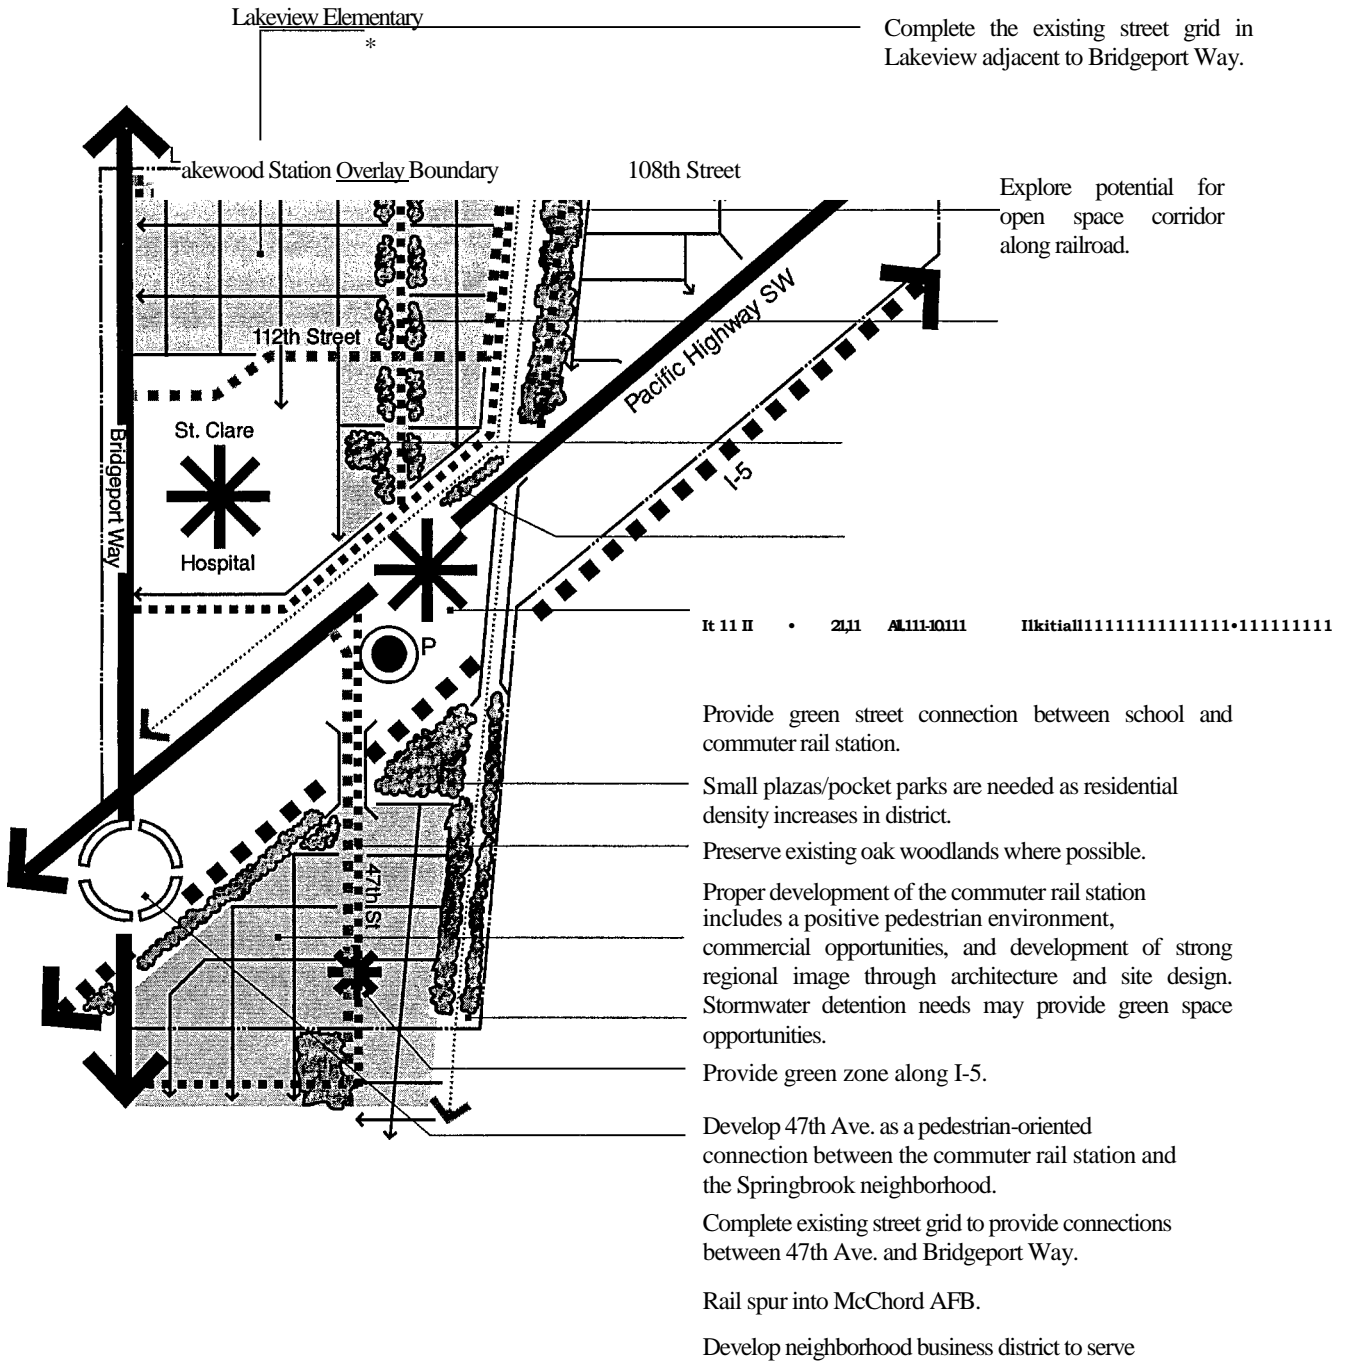 Lakeview Elementary
*
Complete the existing street grid in
Lakeview adjacent to Bridgeport Way.
Lakewood Station Overlay Boundary
108th Street
Explore potential for
open space corridor
along railroad.
Pacific Highway SW
112th Street
I-5
St. Clare
Hospital
Bridgeport Way
P
47th St
Provide green street connection between school and
commuter rail station.
Small plazas/pocket parks are needed as residential
density increases in district.
Preserve existing oak woodlands where possible.
Proper development of the commuter rail station
includes a positive pedestrian environment,
commercial opportunities, and development of strong
regional image through architecture and site design.
Stormwater detention needs may provide green space
opportunities.
Provide green zone along I-5.
Develop 47th Ave. as a pedestrian-oriented
connection between the commuter rail station and
the Springbrook neighborhood.
Complete existing street grid to provide connections
between 47th Ave. and Bridgeport Way.
Rail spur into McChord AFB.
Develop neighborhood business district to serve